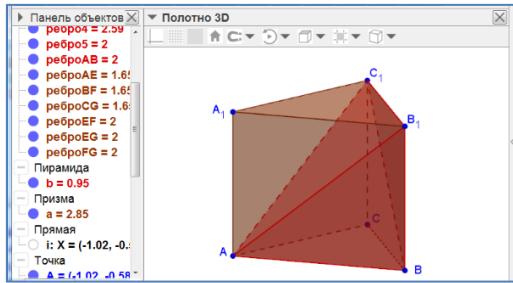 Панель объектов
Полотно 3D
ребро4 = 2.59
ребро5 = 2
реброAB = 2
реброAE = 1.65
реброBF = 1.65
реброCG = 1.6
реброEF = 2
реброEG = 2
реброFG = 2
Пирамида
b = 0.95
Призма
a = 2.85
Прямая
i: X = (-1.02, -0.
Точка
A = (-1.02, -0.58
C₁
A₁
B₁
C
A
B